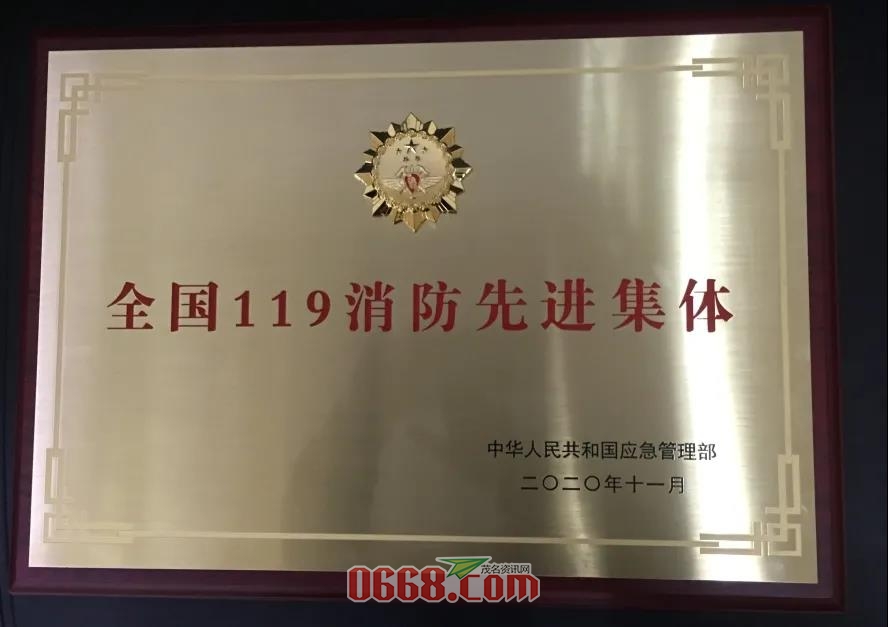 全国119消防先进集体
中华人民共和国应急管理部
二〇二〇年十一月
茂名资讯网
0668.com